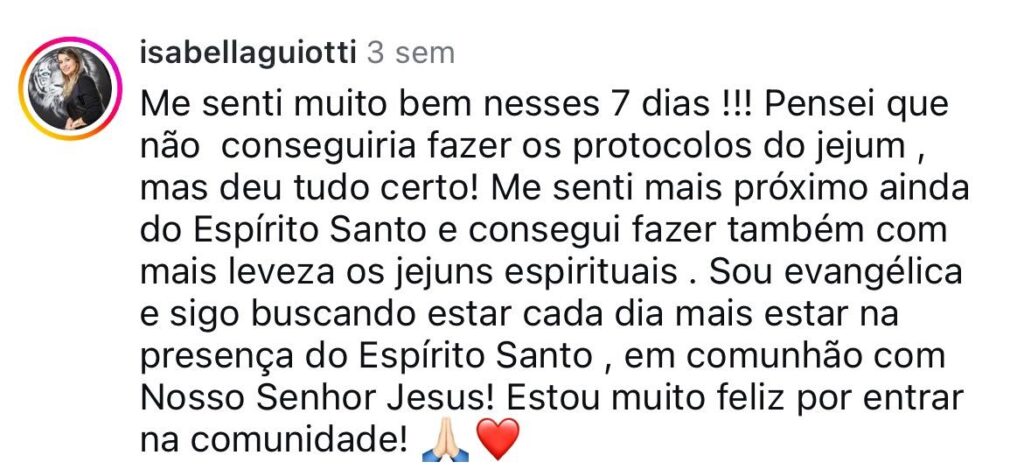 isabellaguiotti 3 sem
Me senti muito bem nesses 7 dias !!! Pensei que
não  conseguiria fazer os protocolos do jejum ,
mas deu tudo certo! Me senti mais próximo ainda
do Espírito Santo e consegui fazer também com
mais leveza os jejuns espirituais . Sou evangélica
e sigo buscando estar cada dia mais estar na
presença do Espírito Santo , em comunhão com
Nosso Senhor Jesus! Estou muito feliz por entrar
na comunidade! 🙏🏻❤️